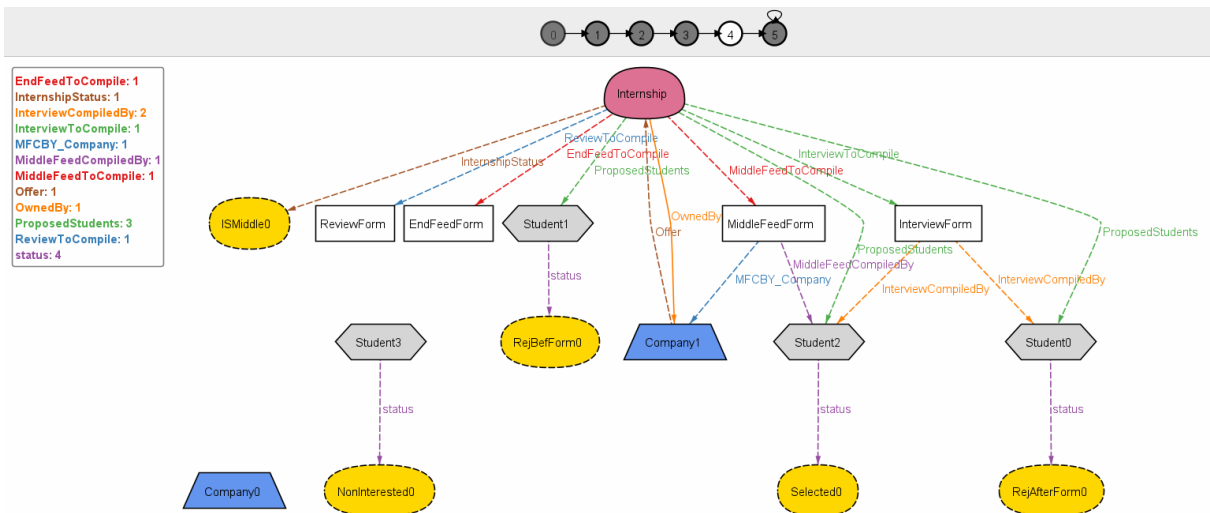 0 1 2 3 4 5
EndFeedToCompile: 1
InternshipStatus: 1
InterviewCompiledBy: 2
InterviewToCompile: 1
MFCBY_Company: 1
MiddleFeedCompiledBy: 1
MiddleFeedToCompile: 1
Offer: 1
OwnedBy: 1
ProposedStudents: 3
ReviewToCompile: 1
status: 4
Internship
ReviewToCompile
EndFeedToCompile
InternshipStatus
ProposedStudents
MiddleFeedToCompile
InterviewToCompile
ISMiddle0
ReviewForm
EndFeedForm
Student1
OwnedBy
Offer
MiddleFeedForm
InterviewForm
ProposedStudents
ProposedStudents
MiddleFeedCompiledBy
status
MFCBY_Company
InterviewCompiledBy
InterviewCompiledBy
Student3
RejBefForm0
Company1
Student2
Student0
status
status
status
Company0
NonInterested0
Selected0
RejAfterForm0